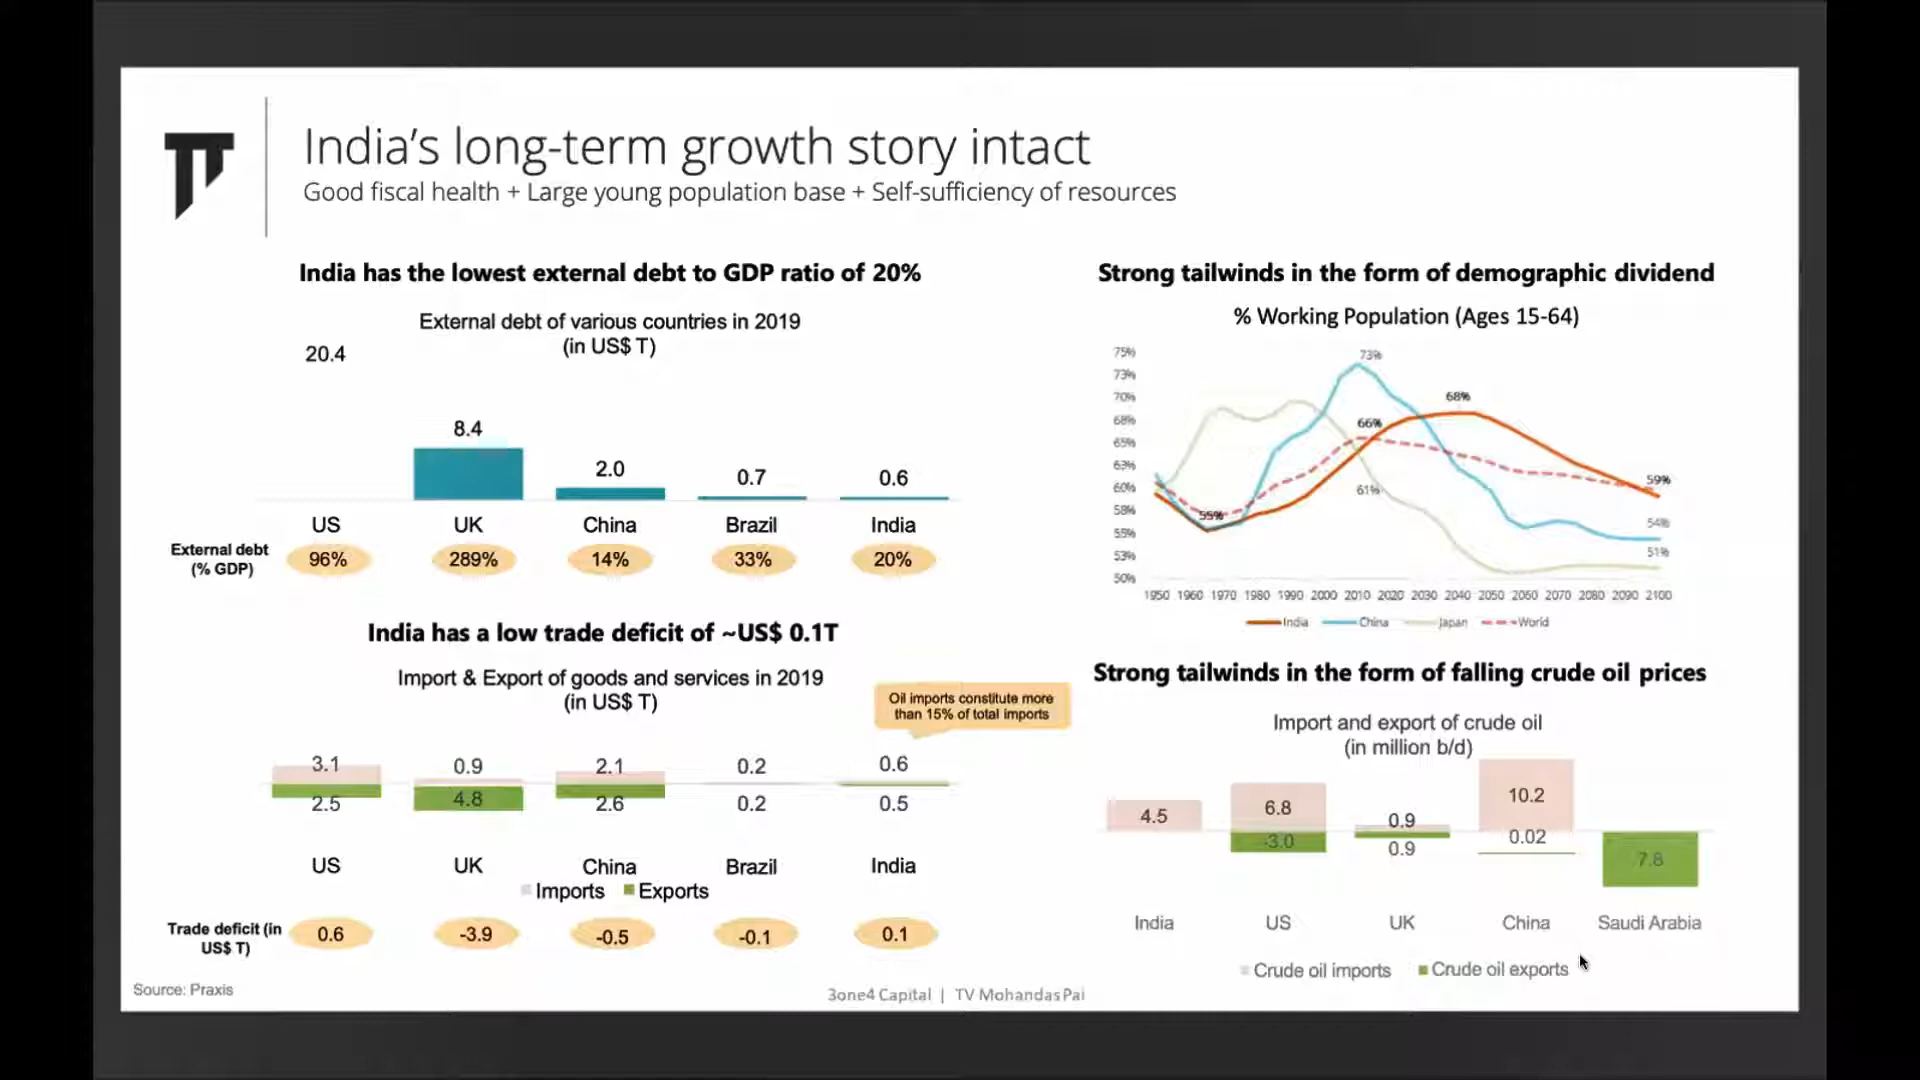 India's long-term growth story intact
Good fiscal health + Large young population base + Self-sufficiency of resources
India has the lowest external debt to GDP ratio of 20%
External debt of various countries in 2019
(in US$ T)
20.4
8.4
2.0
0.7
0.6
US
UK
China
Brazil
India
External debt
(% GDP)
96%
289%
14%
33%
20%
India has a low trade deficit of ~US$ 0.1T
Import & Export of goods and services in 2019
(in US$ T)
Oil imports constitute more
than 15% of total imports
3.1
0.9
2.1
0.2
0.6
2.5
4.8
2.6
0.2
0.5
US
UK
China
Brazil
India
Imports
Exports
Trade deficit (in
US$ T)
0.6
-3.9
-0.5
-0.1
0.1
Strong tailwinds in the form of demographic dividend
% Working Population (Ages 15-64)
75%
73%
70%
68%
65%
63%
60%
58%
55%
53%
50%
73%
68%
66%
61%
55%
59%
54%
51%
1950 1960 1970 1980 1990 2000 2010 2020 2030 2040 2050 2060 2070 2080 2090 2100
India
China
Japan
World
Strong tailwinds in the form of falling crude oil prices
Import and export of crude oil
(in million b/d)
4.5
6.8
-3.0
0.9
0.9
10.2
0.02
7.8
India
US
UK
China
Saudi Arabia
Crude oil imports
Crude oil exports
Source: Praxis
3one4 Capital | TV Mohandas Pai